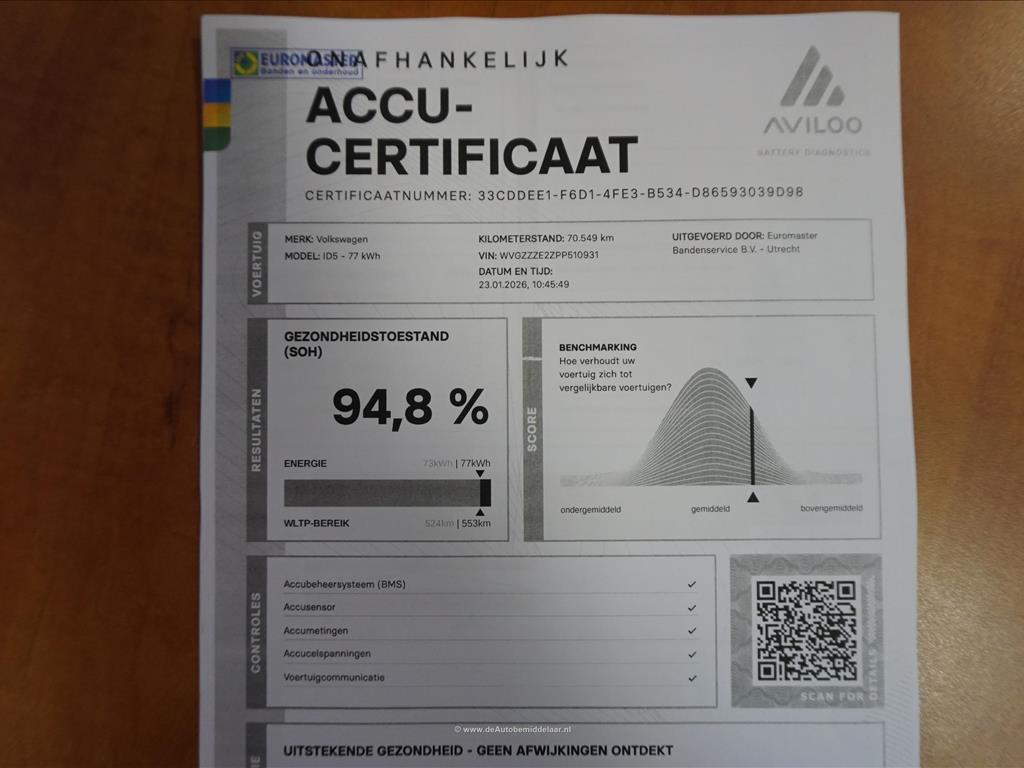 EUROMASTER
Banden en onderhoud
ONAFHANKELIJK
ACCU-
CERTIFICAAT
CERTIFICAATNUMMER: 33CDDEE1-F6D1-4FE3-B534-D86593039D98
AVILOO
BATTERY DIAGNOSTICS
VOERTUIG
MERK: Volkswagen
MODEL: ID5 - 77 kWh
KILOMETERSTAND: 70.549 km
VIN: WVGZZZE2ZPP510931
DATUM EN TIJD:
23.01.2026, 10:45:49
UITGEVOERD DOOR: Euromaster
Bandenservice B.V. - Utrecht
RESULTATEN
GEZONDHEIDSTOESTAND
(SOH)
94,8 %
ENERGIE 73kWh | 77kWh
WLTP-BEREIK 524km | 553km
SCORE
BENCHMARKING
Hoe verhoudt uw
voertuig zich tot
vergelijkbare voertuigen?
ondergemiddeld gemiddeld bovengemiddeld
CONTROLES
Accubeheersysteem (BMS)
Accusensor
Accumetingen
Accucelspanningen
Voertuigcommunicatie
SCAN FOR DETAILS
UITSTEKENDE GEZONDHEID - GEEN AFWIJKINGEN ONTDEKT
© www.deAutobemiddelaar.nl